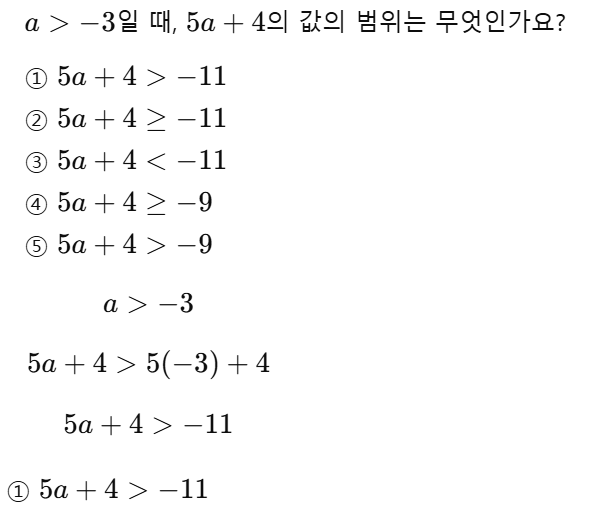 a > −3일 때, 5a + 4의 값의 범위는 무엇인가요?
① 5a + 4 > −11
② 5a + 4 ≥ −11
③ 5a + 4 < −11
④ 5a + 4 ≥ −9
⑤ 5a + 4 > −9
a > −3
5a + 4 > 5(−3) + 4
5a + 4 > −11
① 5a + 4 > −11